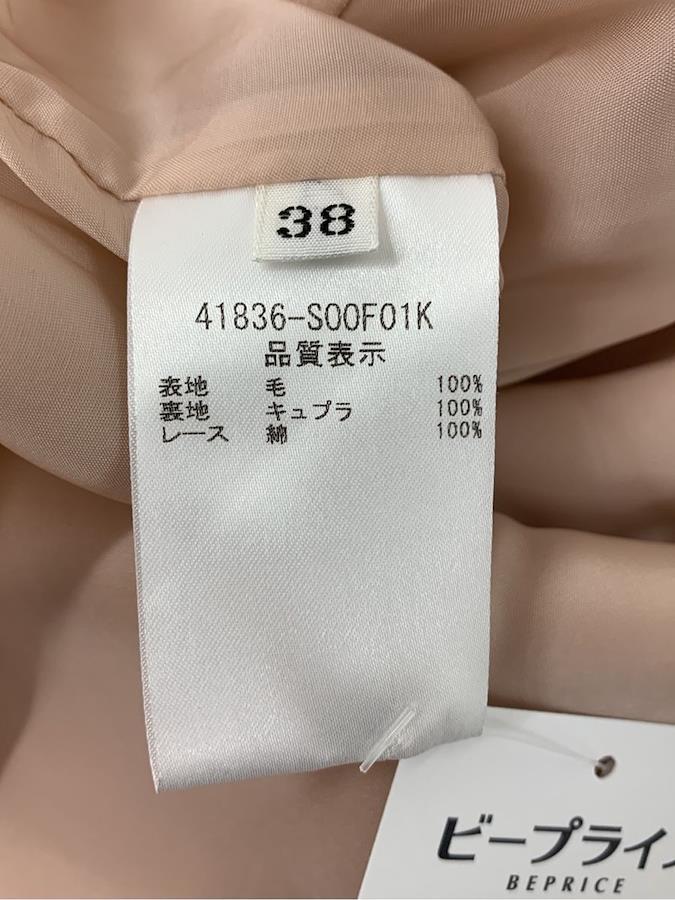 38
41836-S00F01K
品質表示
表地 毛 100%
裏地 キュプラ 100%
レース 綿 100%
ビープライス
BEPRICE